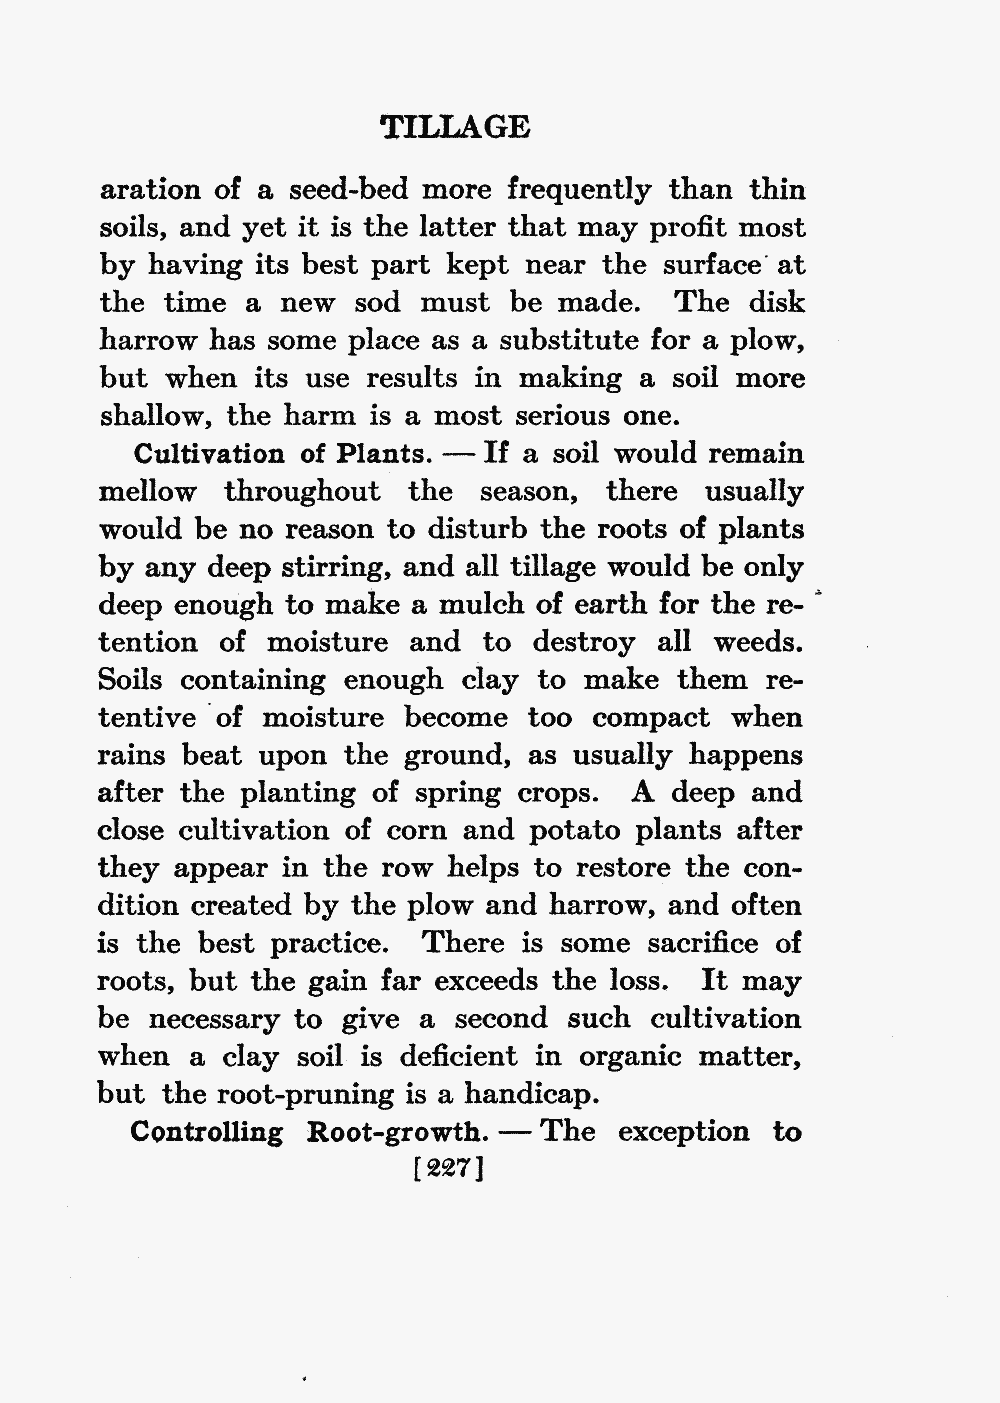 TILLAGE
aration of a seed-bed more frequently than thin
soils, and yet it is the latter that may profit most
by having its best part kept near the surface at
the time a new sod must be made. The disk
harrow has some place as a substitute for a plow,
but when its use results in making a soil more
shallow, the harm is a most serious one.
Cultivation of Plants. — If a soil would remain
mellow throughout the season, there usually
would be no reason to disturb the roots of plants
by any deep stirring, and all tillage would be only
deep enough to make a mulch of earth for the re-
tention of moisture and to destroy all weeds.
Soils containing enough clay to make them re-
tentive of moisture become too compact when
rains beat upon the ground, as usually happens
after the planting of spring crops. A deep and
close cultivation of corn and potato plants after
they appear in the row helps to restore the con-
dition created by the plow and harrow, and often
is the best practice. There is some sacrifice of
roots, but the gain far exceeds the loss. It may
be necessary to give a second such cultivation
when a clay soil is deficient in organic matter,
but the root-pruning is a handicap.
Controlling Root-growth. — The exception to
[227]